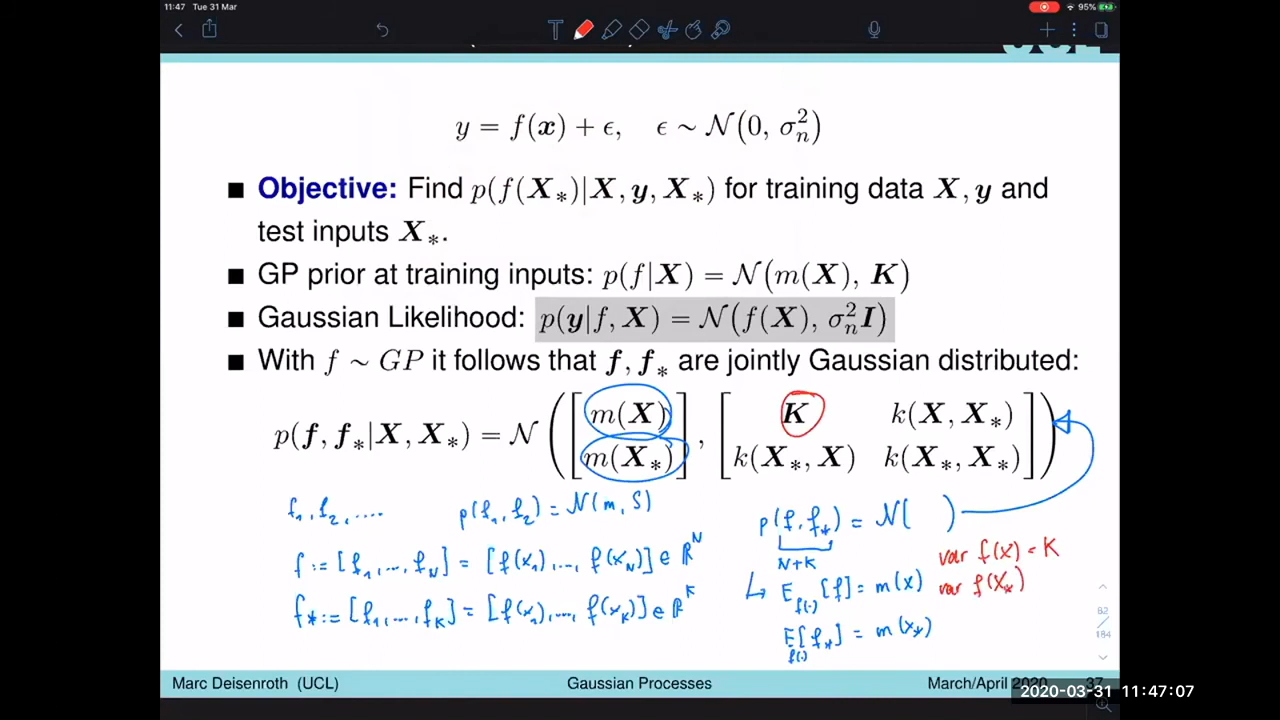 11:47 Tue 31 Mar
95%
y = f(x) + ϵ, ϵ ∼ N(0, σ_n^2)
■ Objective: Find p(f(X_*)|X, y, X_*) for training data X, y and
test inputs X_*.
■ GP prior at training inputs: p(f|X) = N(m(X), K)
■ Gaussian Likelihood: p(y|f, X) = N(f(X), σ_n^2 I)
■ With f ∼ GP it follows that f, f_* are jointly Gaussian distributed:
p(f, f_*|X, X_*) = N([m(X) m(X_*)], [K k(X, X_*) k(X_*, X) k(X_*, X_*)])
f_1, f_2, .... p(f_1, f_2) = N(m, S)
f := [f_1, ..., f_N] = [f(x_1), ..., f(x_N)] ∈ ℝ^N
f_* := [f_1, ..., f_K] = [f(x_1), ..., f(x_K)] ∈ ℝ^K
p(f, f_*) = N( )
N+K
E_f(·)[f] = m(x)
E_f(·)[f_*] = m(x_*)
var f(x) = K
var f(X_*)
82
/
184
Marc Deisenroth (UCL) Gaussian Processes March/April 2020 37
2020-03-31 11:47:07